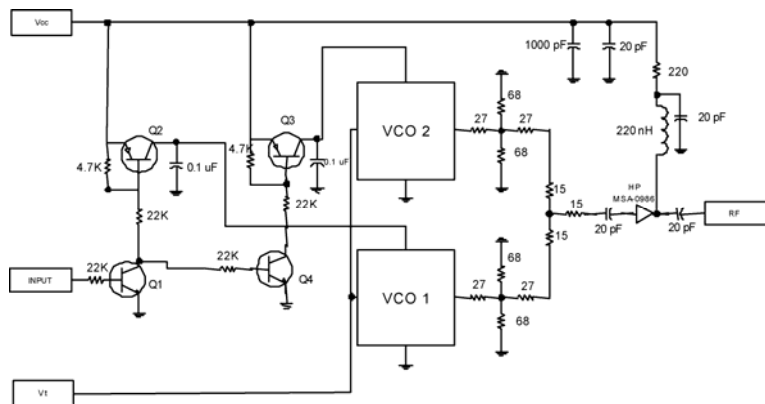 Vcc
1000 pF
20 pF
220
Q2
Q3
68
27
27
20 pF
VCO 2
220 nH
4.7K
0.1 uF
4.7K
0.1 uF
68
15
HP
MSA-0986
22K
22K
15
RF
20 pF
20 pF
15
68
INPUT
22K
Q1
22K
Q4
VCO 1
27
27
68
Vt